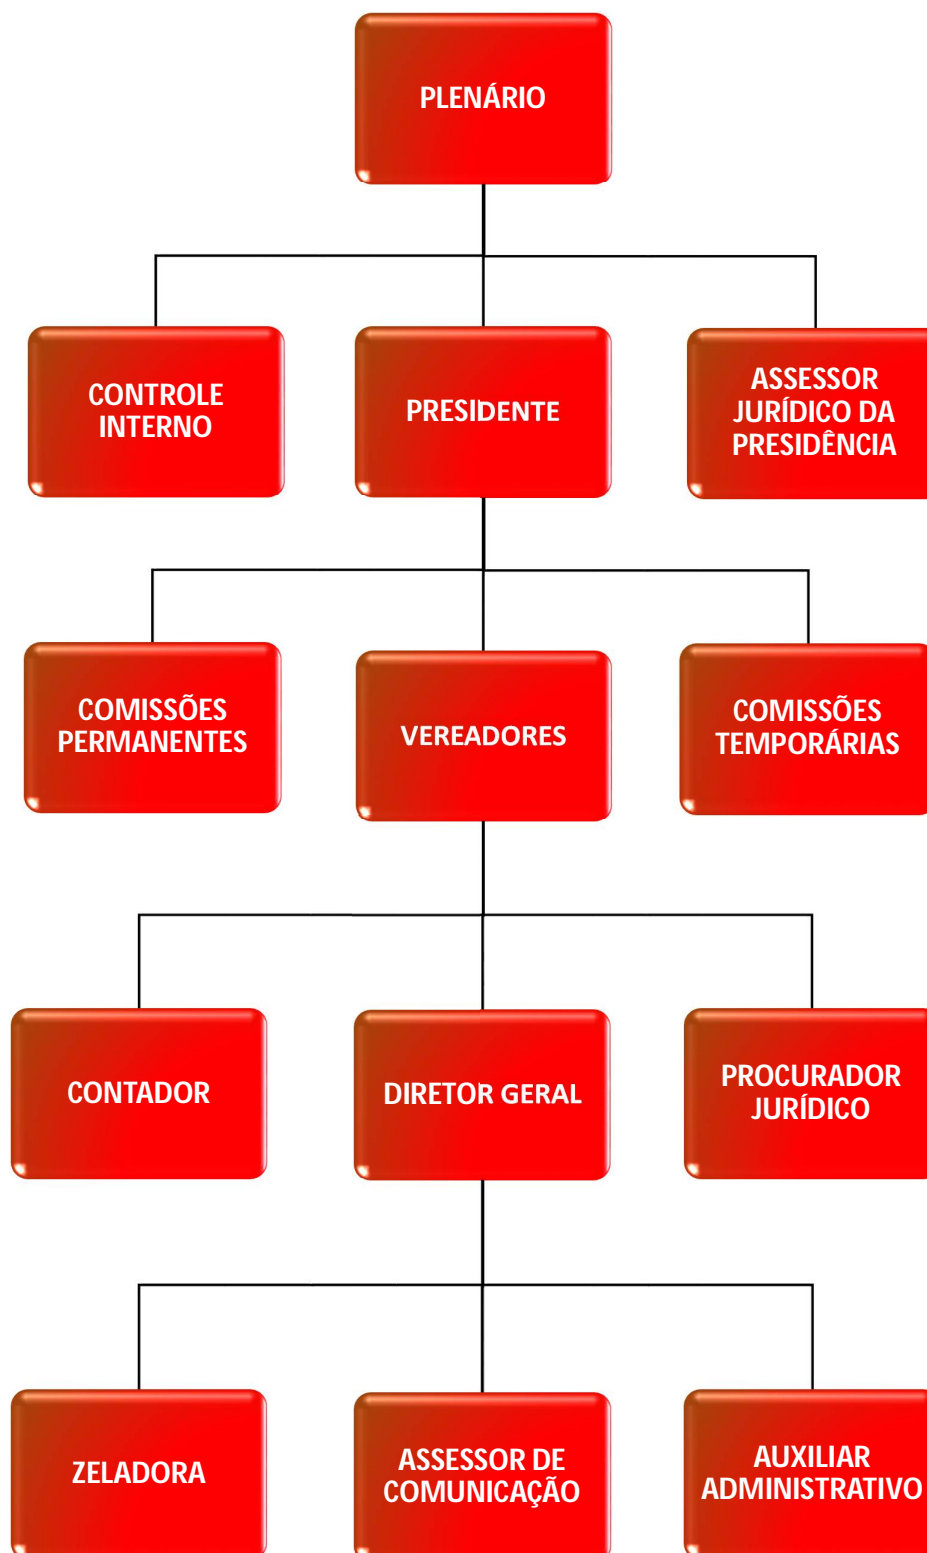 PLENÁRIO
CONTROLE
INTERNO
PRESIDENTE
ASSESSOR
JURÍDICO DA
PRESIDÊNCIA
COMISSÕES
PERMANENTES
VEREADORES
COMISSÕES
TEMPORÁRIAS
CONTADOR
DIRETOR GERAL
PROCURADOR
JURÍDICO
ZELADORA
ASSESSOR DE
COMUNICAÇÃO
AUXILIAR
ADMINISTRATIVO